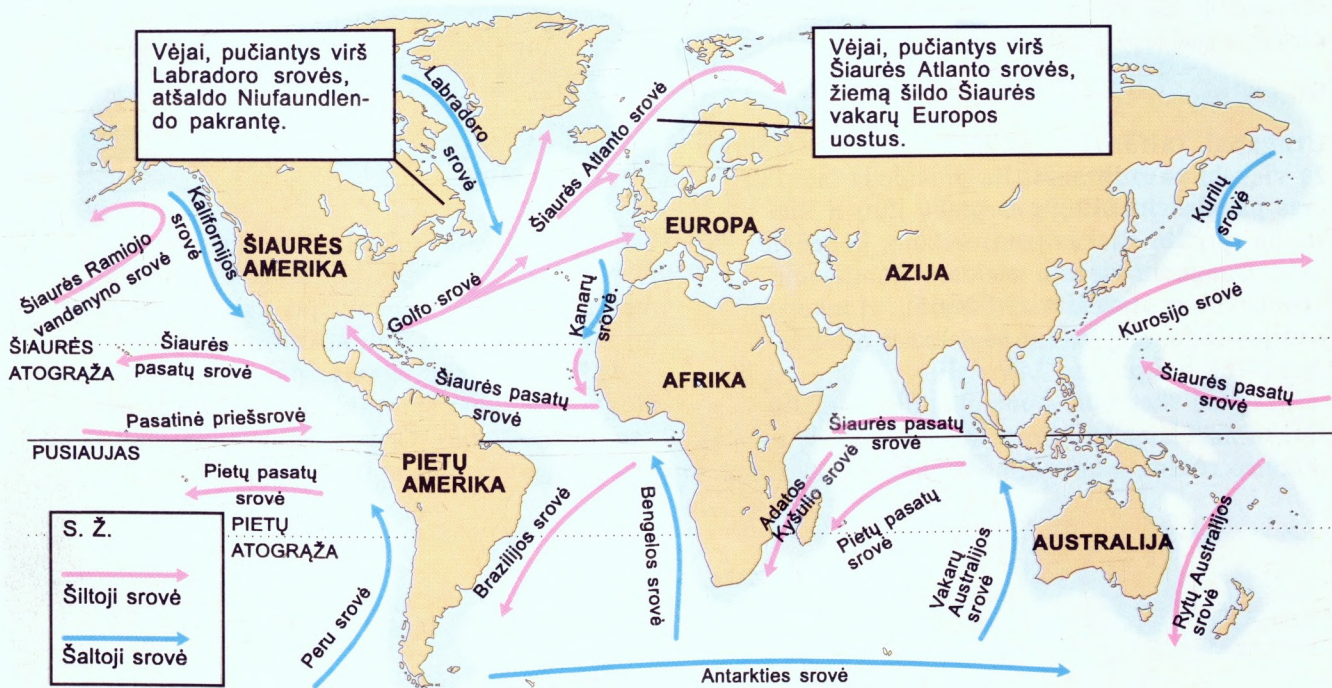 Vėjai, pučiantys virš
Labradoro srovės,
atšaldo Niufaundlen-
do pakrantę.
Vėjai, pučiantys virš
Šiaurės Atlanto srovės,
žiemą šildo Šiaurės
vakarų Europos
uostus.
Labradoro
srovė
Šiaurės Atlanto srovė
Kurilų
srovė
Kalifornijos
srovė
Šiaurės Ramiojo
vandenyno srovė
ŠIAURĖS
AMERIKA
EUROPA
AZIJA
Golfo srovė
Kanarų
srovė.
Kurosijo srovė
ŠIAURĖS
ATOGRĄŽA
Šiaurės
pasatų srovė
Šiaurės pasatų
srovė
AFRIKA
Šiaurės pasatų
srovė
Pasatinė priešsrovė
Šiaurės pasatų
srovė
PUSIAUJAS
Pietų pasatų
srovė
PIETŲ
AMERIKA
PIETŲ
ATOGRĄŽA
Peru srovė
Brazilijos srovė
Bengelos srovė
Adatos
Kyšulio srovė
Pietų pasatų
srovė
Vakarų
Australijos
srovė
AUSTRALIJA
Rytų Australijos
srovė
S. Ž.
Šiltoji srovė
Šaltoji srovė
Antarkties srovė